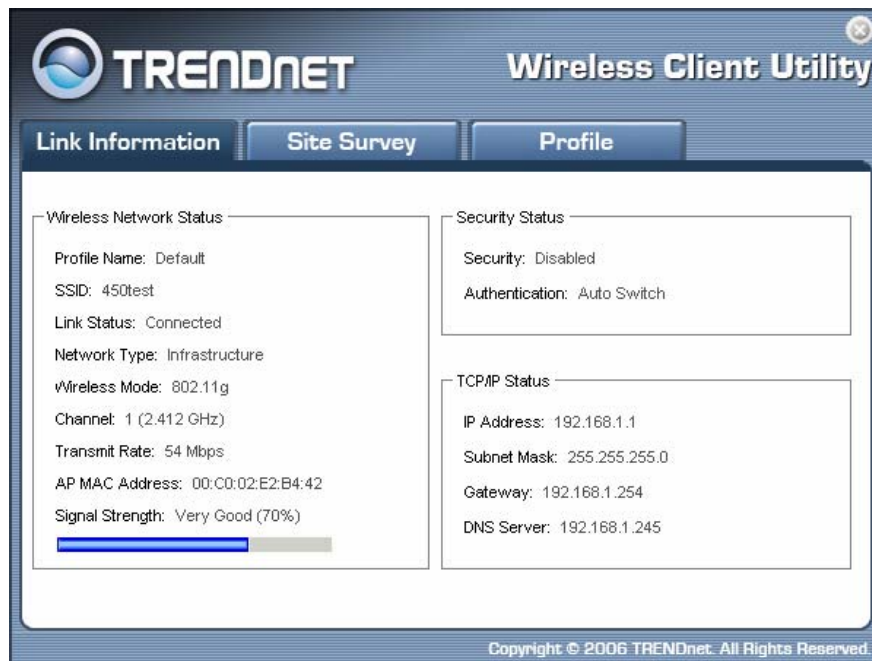 TRENDNET
Wireless Client Utility
Link Information
Site Survey
Profile
Wireless Network Status
Profile Name: Default
SSID: 450test
Link Status: Connected
Network Type: Infrastructure
Wireless Mode: 802.11g
Channel: 1 (2.412 GHz)
Transmit Rate: 54 Mbps
AP MAC Address: 00:C0:02:E2:B4:42
Signal Strength: Very Good (70%)
Security Status
Security: Disabled
Authentication: Auto Switch
TCP/IP Status
IP Address: 192.168.1.1
Subnet Mask: 255.255.255.0
Gateway: 192.168.1.254
DNS Server: 192.168.1.245
Copyright © 2006 TRENDnet. All Rights Reserved.